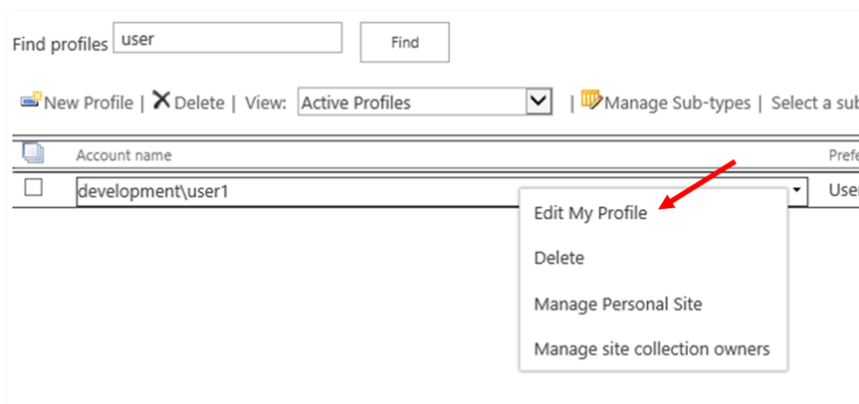 Find profiles user Find
New Profile | Delete | View: Active Profiles | Manage Sub-types | Select a sub
Account name Prefe
development\user1 User
Edit My Profile
Delete
Manage Personal Site
Manage site collection owners